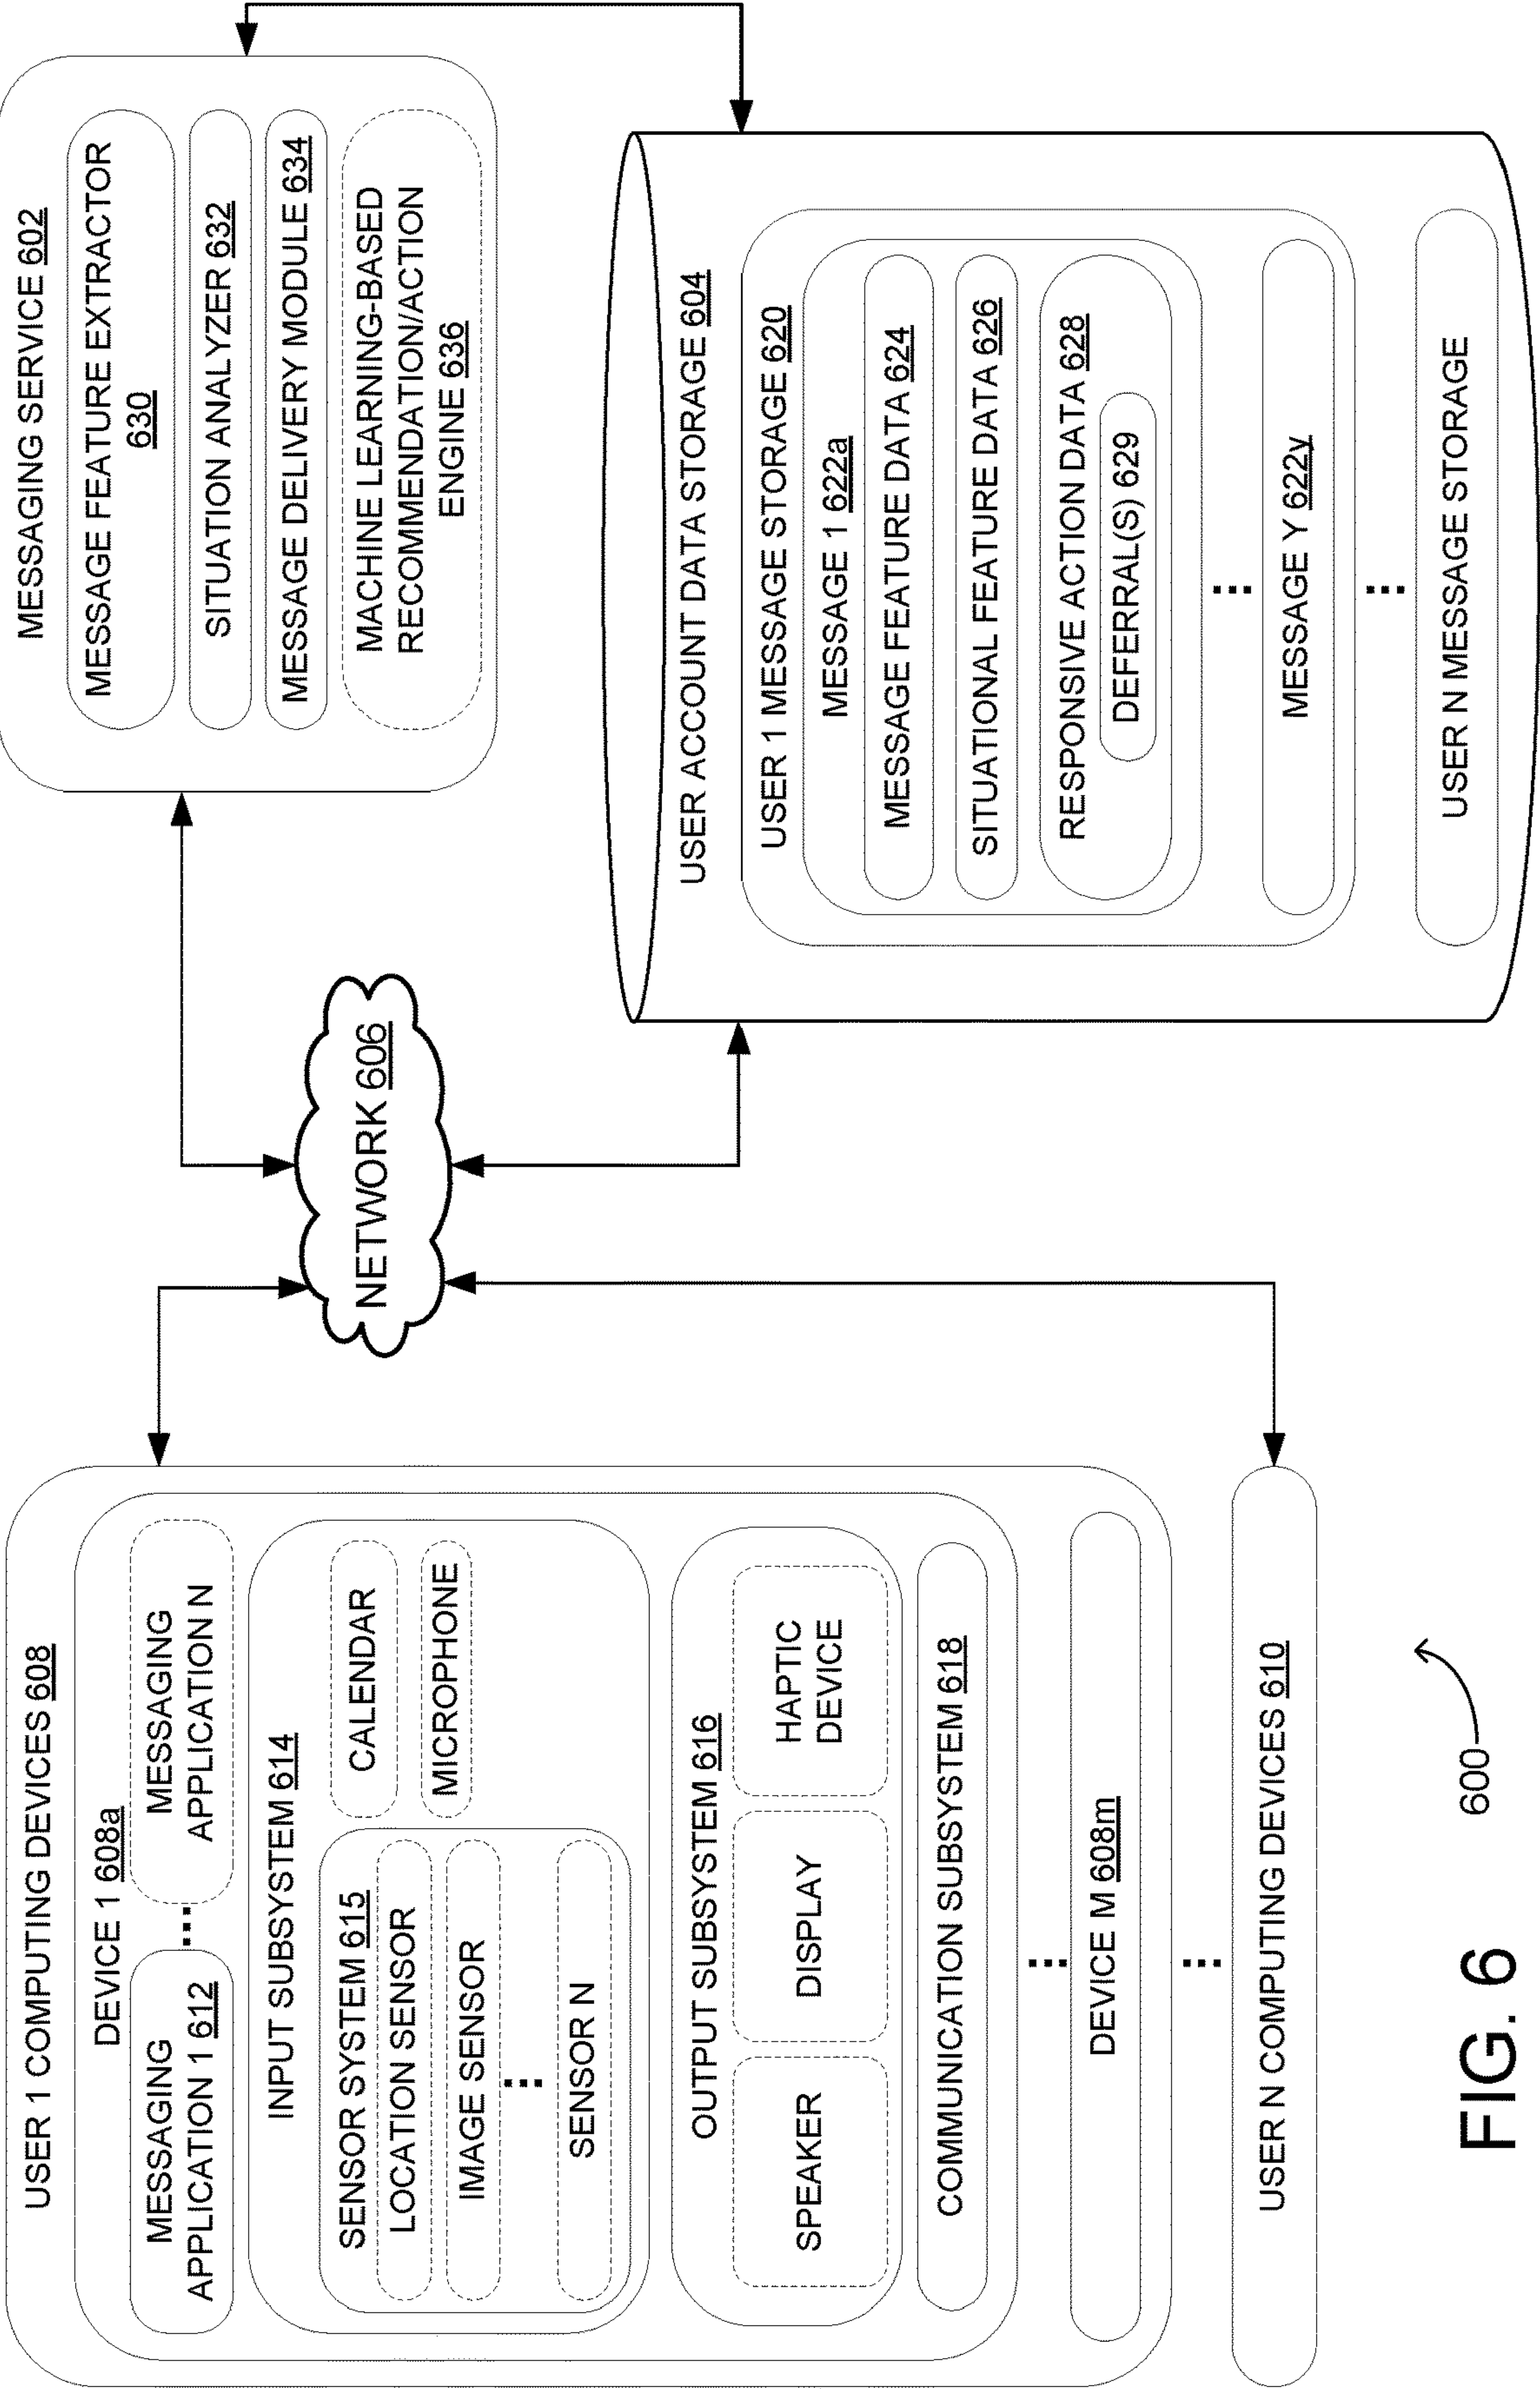 USER 1 COMPUTING DEVICES 608
DEVICE 1 608a
MESSAGING
APPLICATION 1 612
...
MESSAGING
APPLICATION N
INPUT SUBSYSTEM 614
SENSOR SYSTEM 615
LOCATION SENSOR
IMAGE SENSOR
...
SENSOR N
CALENDAR
MICROPHONE
OUTPUT SUBSYSTEM 616
SPEAKER
DISPLAY
HAPTIC
DEVICE
COMMUNICATION SUBSYSTEM 618
...
DEVICE M 608m
...
USER N COMPUTING DEVICES 610
NETWORK 606
MESSAGING SERVICE 602
MESSAGE FEATURE EXTRACTOR
630
SITUATION ANALYZER 632
MESSAGE DELIVERY MODULE 634
MACHINE LEARNING-BASED
RECOMMENDATION/ACTION
ENGINE 636
USER ACCOUNT DATA STORAGE 604
USER 1 MESSAGE STORAGE 620
MESSAGE 1 622a
MESSAGE FEATURE DATA 624
SITUATIONAL FEATURE DATA 626
RESPONSIVE ACTION DATA 628
DEFERRAL(S) 629
...
MESSAGE Y 622y
...
USER N MESSAGE STORAGE
600
FIG. 6